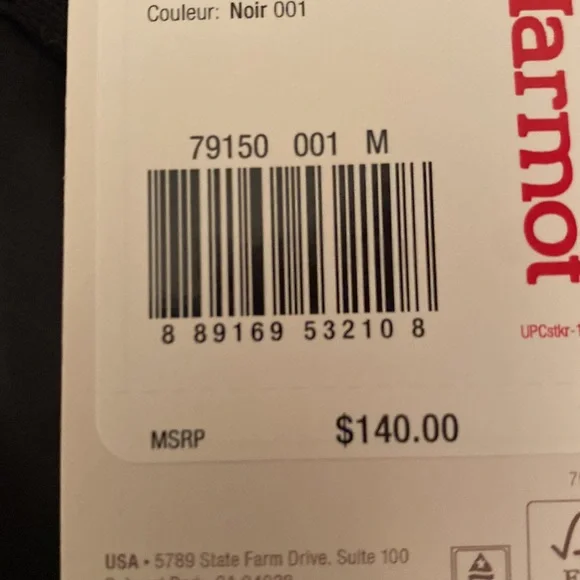 Couleur: Noir 001
armot
79150 001 M
8 89169 53210 8
UPCstkr-1
MSRP $140.00
USA • 5789 State Farm Drive, Suite 100